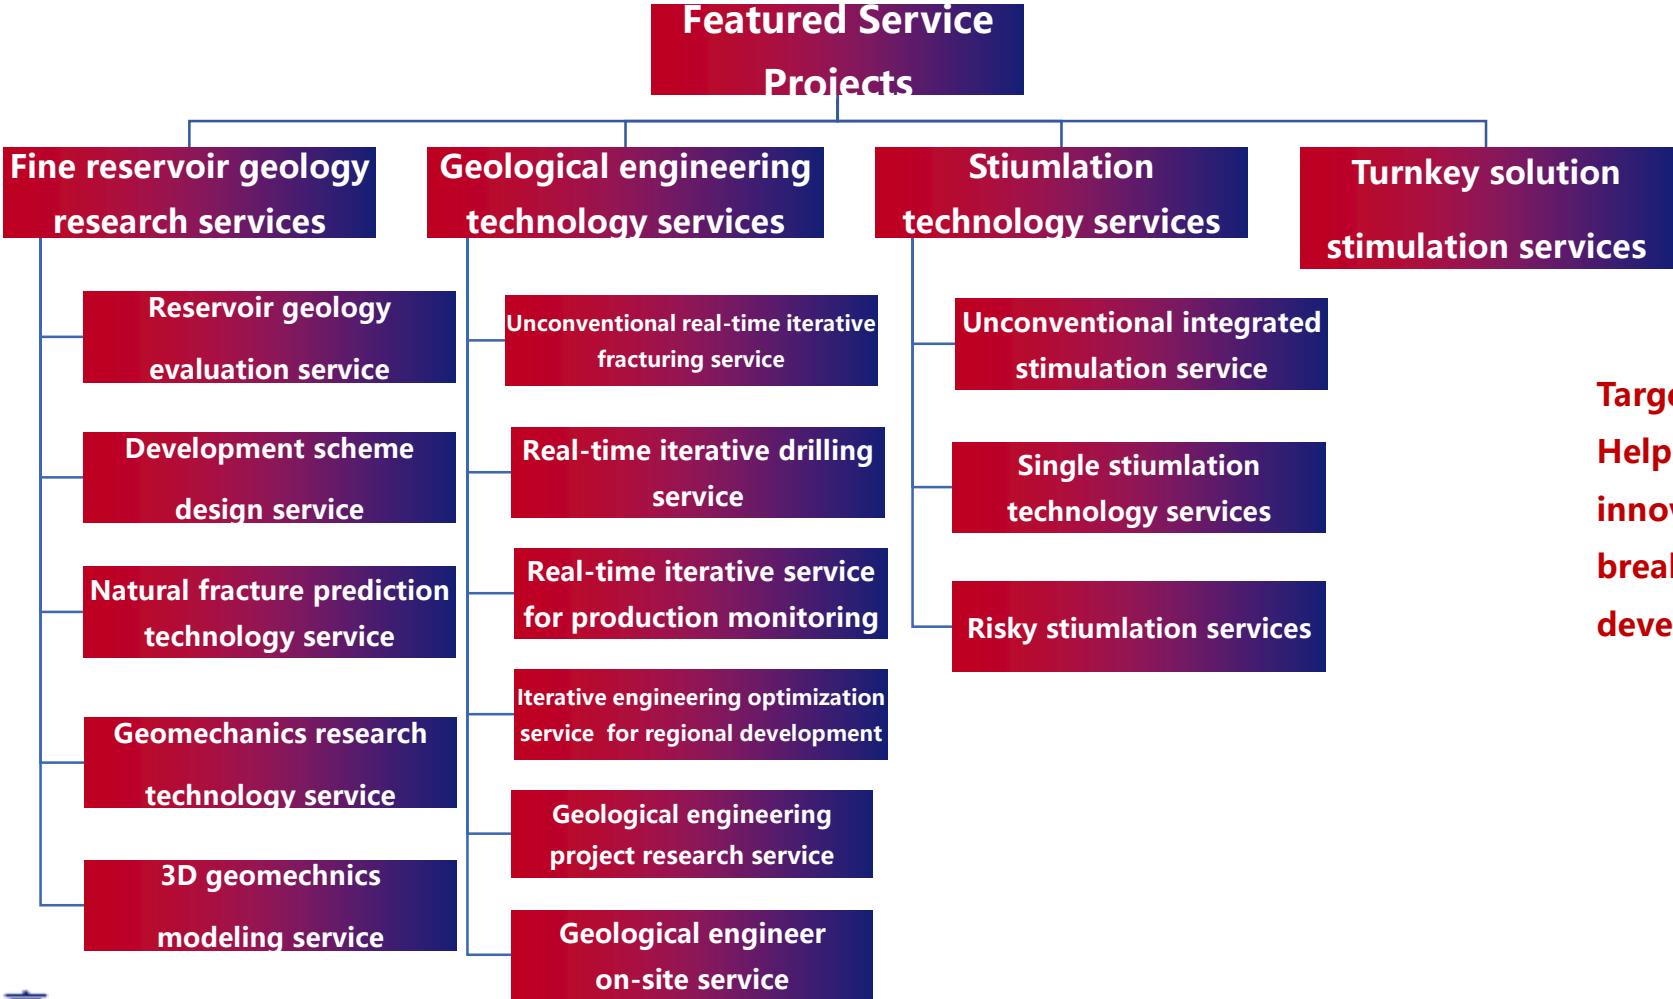 Featured Service
Projects
Fine reservoir geology
research services
Geological engineering
technology services
Stiumlation
technology services
Turnkey solution
stimulation services
Reservoir geology
evaluation service
Development scheme
design service
Natural fracture prediction
technology service
Geomechanics research
technology service
3D geomechnics
modeling service
Unconventional real-time iterative
fracturing service
Real-time iterative drilling
service
Real-time iterative service
for production monitoring
Iterative engineering optimization
service for regional development
Geological engineering
project research service
Geological engineer
on-site service
Unconventional integrated
stimulation service
Single stiumlation
technology services
Risky stiumlation services
Help